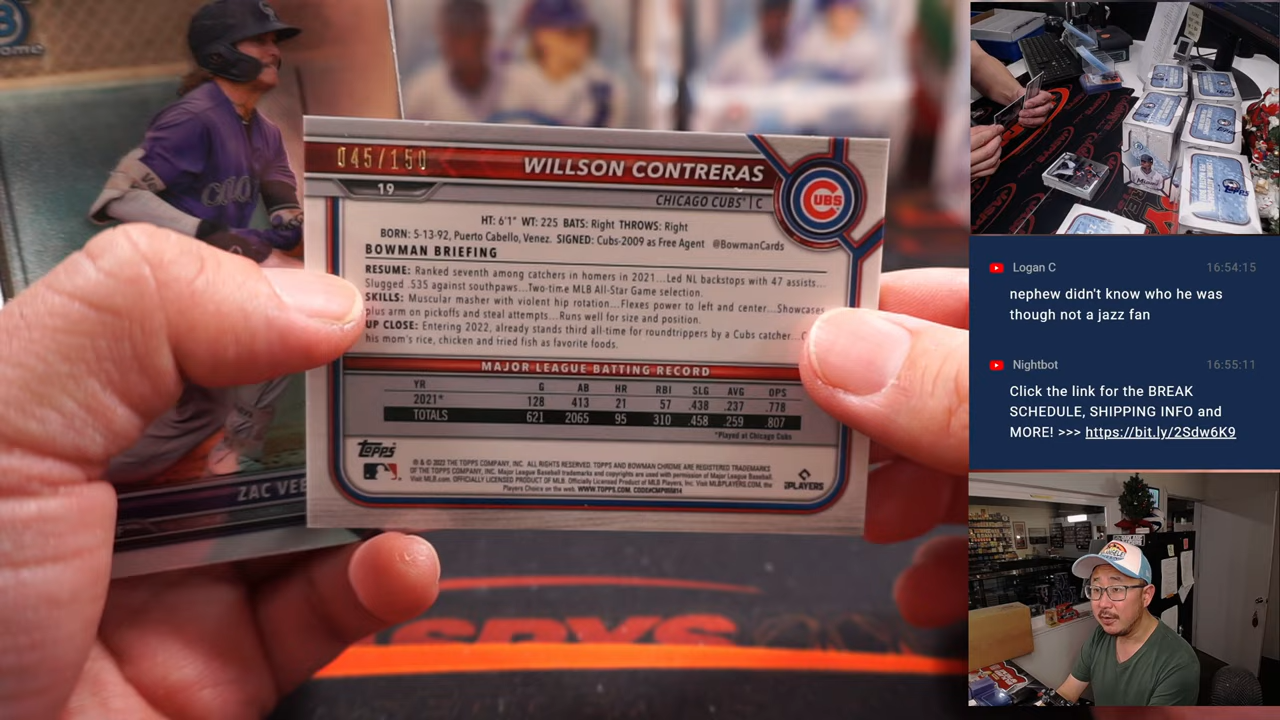 045/150
WILLSON CONTRERAS
19
CHICAGO CUBS | C
CUBS
HT: 6'1" WT: 225 BATS: Right THROWS: Right
BORN: 5-13-92, Puerto Cabello, Venez. SIGNED: Cubs-2009 as Free Agent @BowmanCards
BOWMAN BRIEFING
RESUME: Ranked seventh among catchers in homers in 2021...Led NL backstops with 47 assists...
Slugged .535 against southpaws...Two-time MLB All-Star Game selection.
SKILLS: Muscular masher with violent hip rotation...Flexes power to left and center...Showcases
plus arm on pickoffs and steal attempts...Runs well for size and position.
UP CLOSE: Entering 2022, already stands third all-time for roundtrippers by a Cubs catcher...
his mom's rice, chicken and fried fish as favorite foods.
MAJOR LEAGUE BATTING RECORD
YR G AB HR RBI SLG AVG OPS
2021* 128 413 21 57 .438 .237 .778
TOTALS 621 2065 95 310 .458 .259 .807
*Played at Chicago Cubs
Topps
PLAYERS
ZAC VEE
Logan C 16:54:15
nephew didn't know who he was
though not a jazz fan
Nightbot 16:55:11
Click the link for the BREAK
SCHEDULE, SHIPPING INFO and
MORE! >>> https://bit.ly/2Sdw6K9